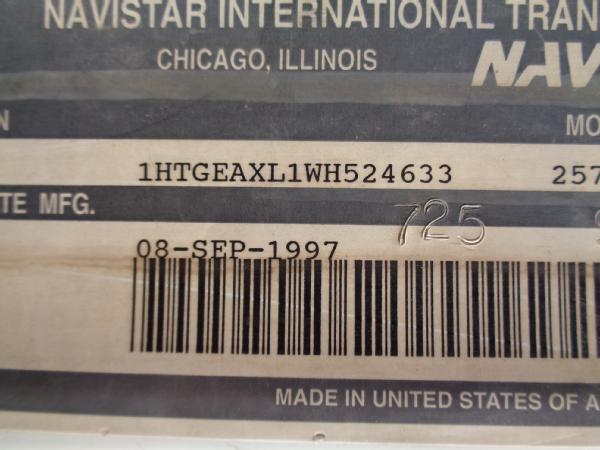 NAVISTAR INTERNATIONAL TRAN
CHICAGO, ILLINOIS NAV
N MO
1HTGEAXL1WH524633 257
TE MFG. 725
08-SEP-1997
MADE IN UNITED STATES OF A